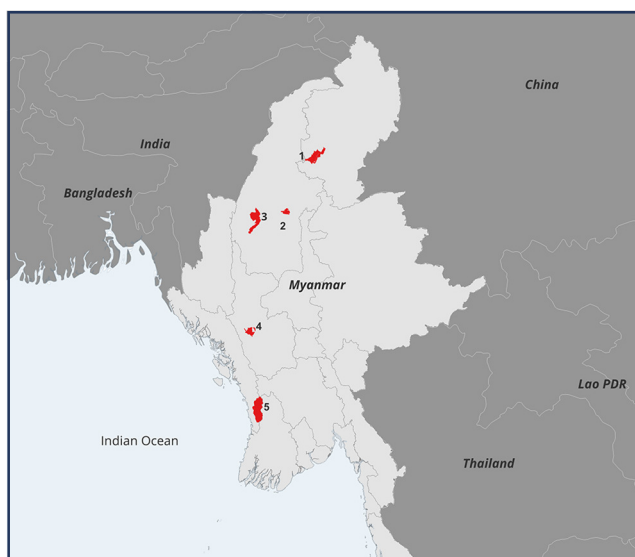 China
India
1
Bangladesh
3
2
Myanmar
4
Lao PDR
5
Indian Ocean
Thailand